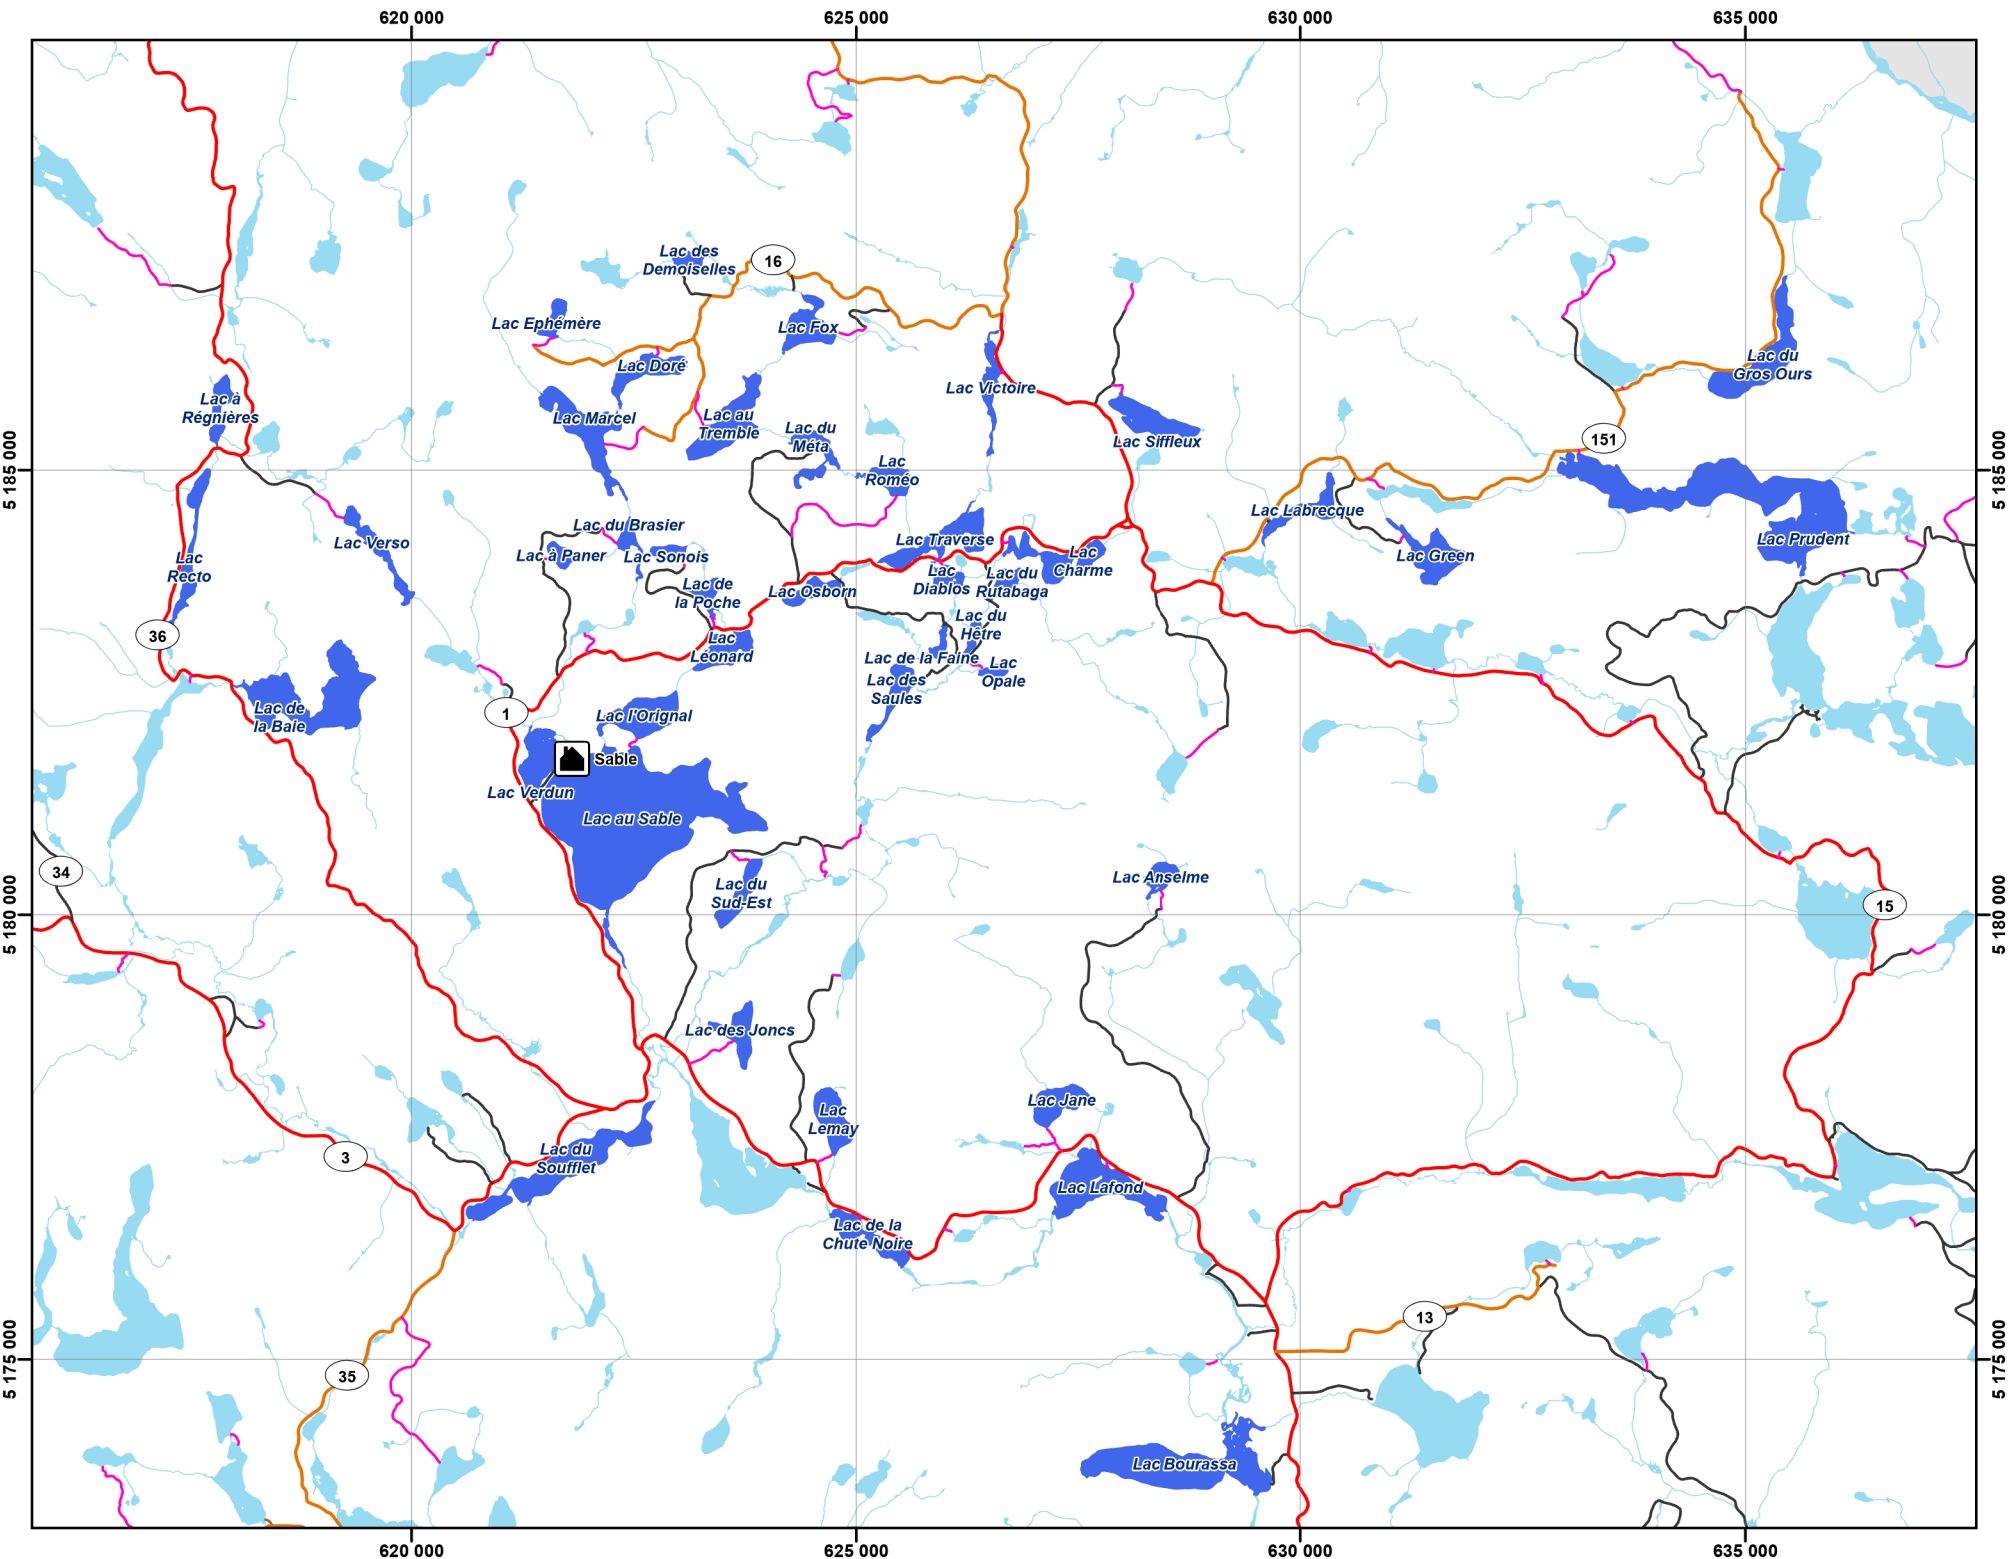 620 000
625 000
630 000
635 000
Lac des
Demoiselles
16
Lac Ephémère
Lac Fox
Lac Doré
Lac du
Gros Ours
Lac Victoire
Lac à
Régnières
Lac Marcel
Lac au
Tremble
Lac du
Méta
Lac Siffleux
151
5 185 000
5 185 000
Lac
Roméo
Lac Labrecque
Lac du Brasier
Lac Verso
Lac Traverse
Lac Prudent
Lac à Paner
Lac Sonois
Lac
Charme
Lac Green
Lac
Recto
Lac
Diablos
Lac du
Rutabaga
Lac de
la Poche
Lac Osborn
Lac du
Hêtre
36
Lac
Léonard
Lac de la Faine
Lac
Opale
Lac des
Saules
Lac de
la Baie
1
Lac l'Orignal
Sable
Lac Verdun
Lac au Sable
34
Lac du
Sud-Est
Lac Anselme
5 180 000
5 180 000
15
Lac des Joncs
Lac Jane
Lac
Lemay
3
Lac du
Soufflet
Lac Lafond
Lac de la
Chute Noire
13
5 175 000
5 175 000
35
Lac Bourassa
620 000
625 000
630 000
635 000